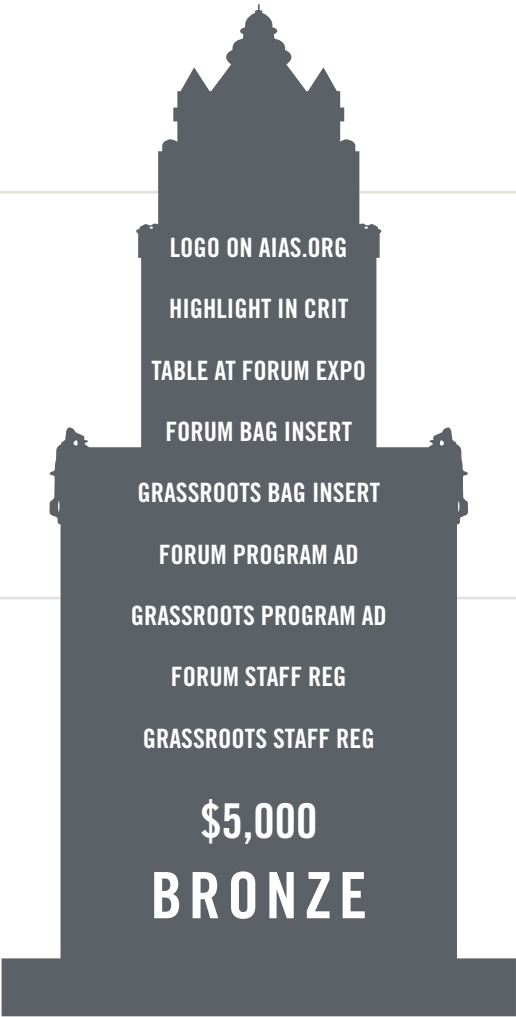 LOGO ON AIAS.ORG
HIGHLIGHT IN CRIT
TABLE AT FORUM EXPO
FORUM BAG INSERT
GRASSROOTS BAG INSERT
FORUM PROGRAM AD
GRASSROOTS PROGRAM AD
FORUM STAFF REG
GRASSROOTS STAFF REG
$5,000
BRONZE